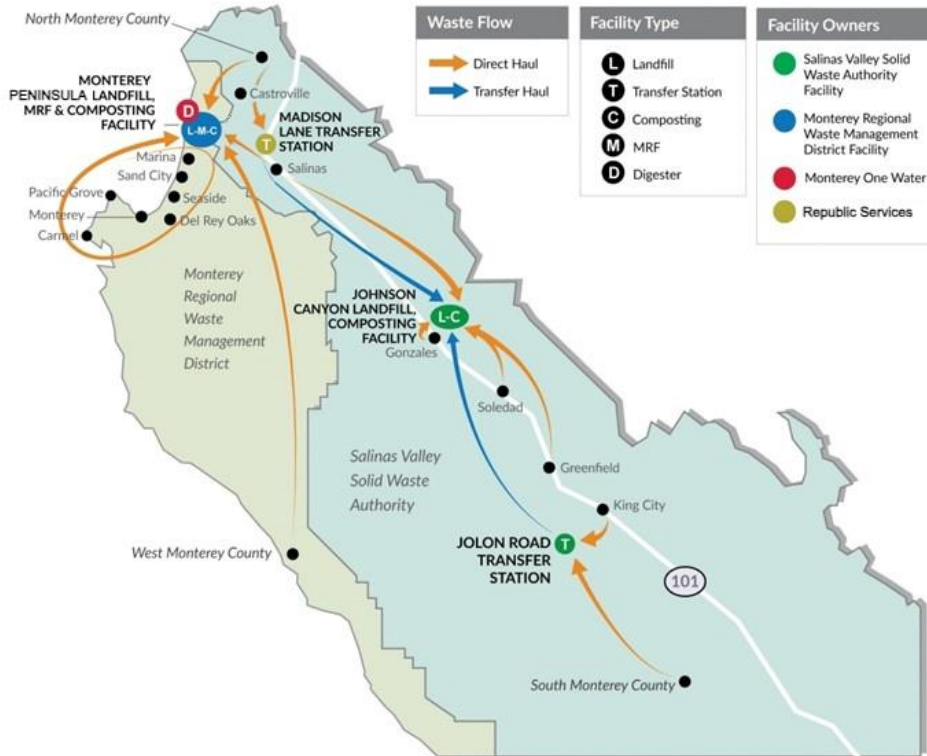 North Monterey County
MONTEREY
PENINSULA LANDFILL,
MRF & COMPOSTING
FACILITY
D
L-M-C
Castroville
MADISON
LANE TRANSFER
STATION
T
Salinas
Marina
Sand City
Pacific Grove
Seaside
Monterey
Del Rey Oaks
Carmel
Monterey
Regional
Waste
Management
District
JOHNSON
CANYON LANDFILL,
COMPOSTING
FACILITY
L-C
Gonzales
Soledad
Salinas Valley
Solid Waste
Authority
Greenfield
King City
West Monterey County
JOLON ROAD
TRANSFER
STATION
T
101
South Monterey County
Waste Flow
Direct Haul
Transfer Haul
Facility Type
L Landfill
T Transfer Station
C Composting
M MRF
D Digester
Facility Owners
Salinas Valley Solid
Waste Authority
Facility
Monterey Regional
Waste Management
District Facility
Monterey One Water
Republic Services